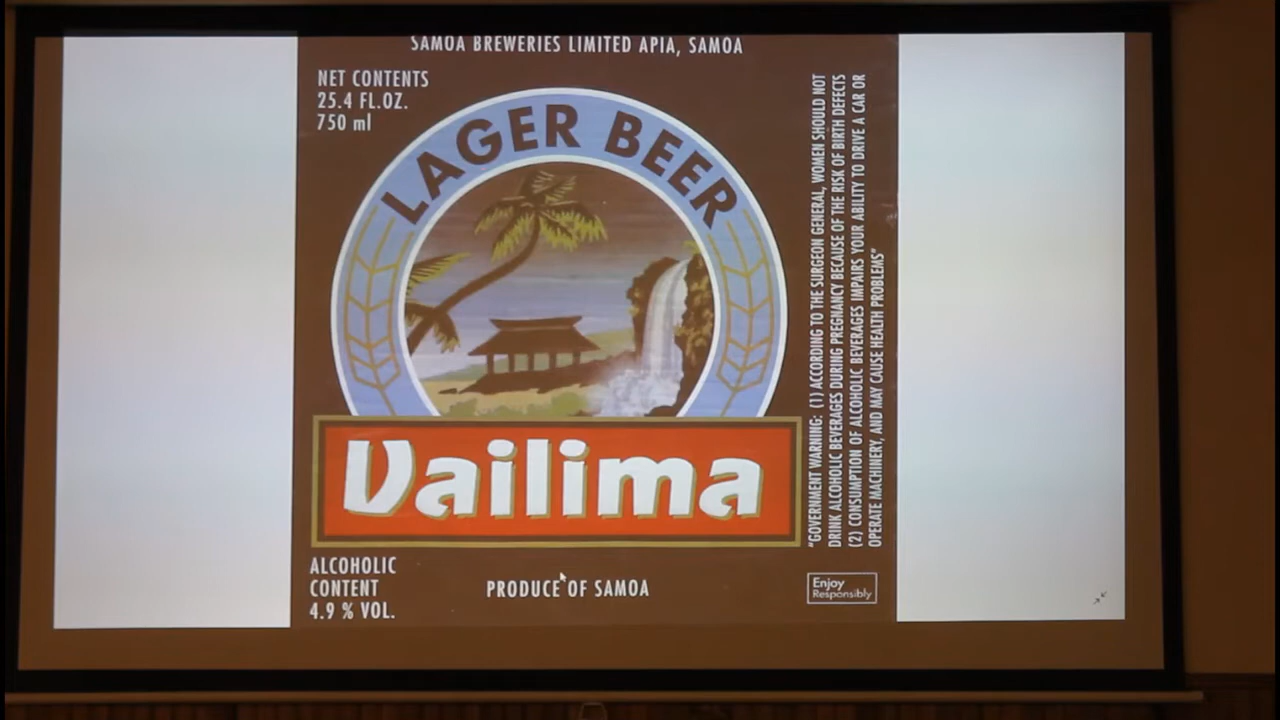 SAMOA BREWERIES LIMITED APIA, SAMOA
NET CONTENTS
25.4 FL.OZ.
750 ml
LAGER BEER
Vailima
ALCOHOLIC
CONTENT
4.9 % VOL.
PRODUCE OF SAMOA
"GOVERNMENT WARNING: (1) ACCORDING TO THE SURGEON GENERAL, WOMEN SHOULD NOT
DRINK ALCOHOLIC BEVERAGES DURING PREGNANCY BECAUSE OF THE RISK OF BIRTH DEFECTS
(2) CONSUMPTION OF ALCOHOLIC BEVERAGES IMPAIRS YOUR ABILITY TO DRIVE A CAR OR
OPERATE MACHINERY, AND MAY CAUSE HEALTH PROBLEMS"
Enjoy
Responsibly